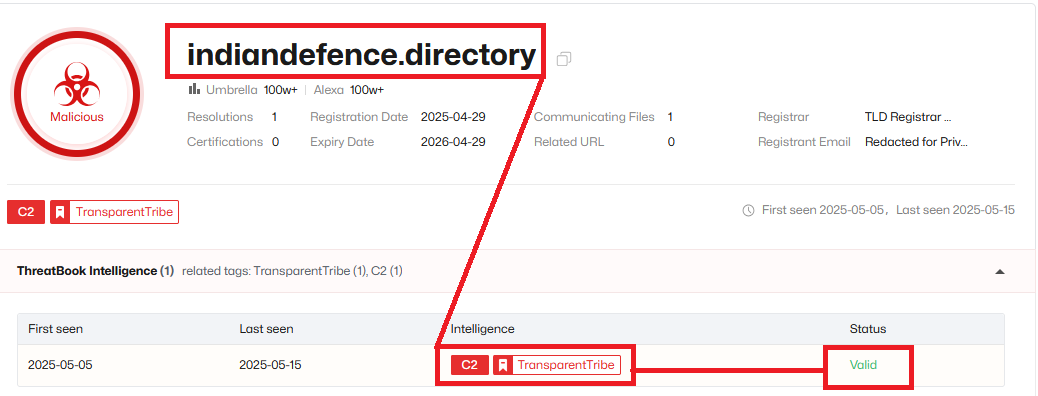 indiandefence.directory
Malicious
Umbrella 100w+ | Alexa 100w+
Resolutions 1 Registration Date 2025-04-29 Communicating Files 1 Registrar TLD Registrar ...
Certifications 0 Expiry Date 2026-04-29 Related URL 0 Registrant Email Redacted for Priv...
C2 TransparentTribe
First seen 2025-05-05, Last seen 2025-05-15
ThreatBook Intelligence (1) related tags: TransparentTribe (1), C2 (1)
First seen Last seen Intelligence Status
2025-05-05 2025-05-15 C2 TransparentTribe Valid